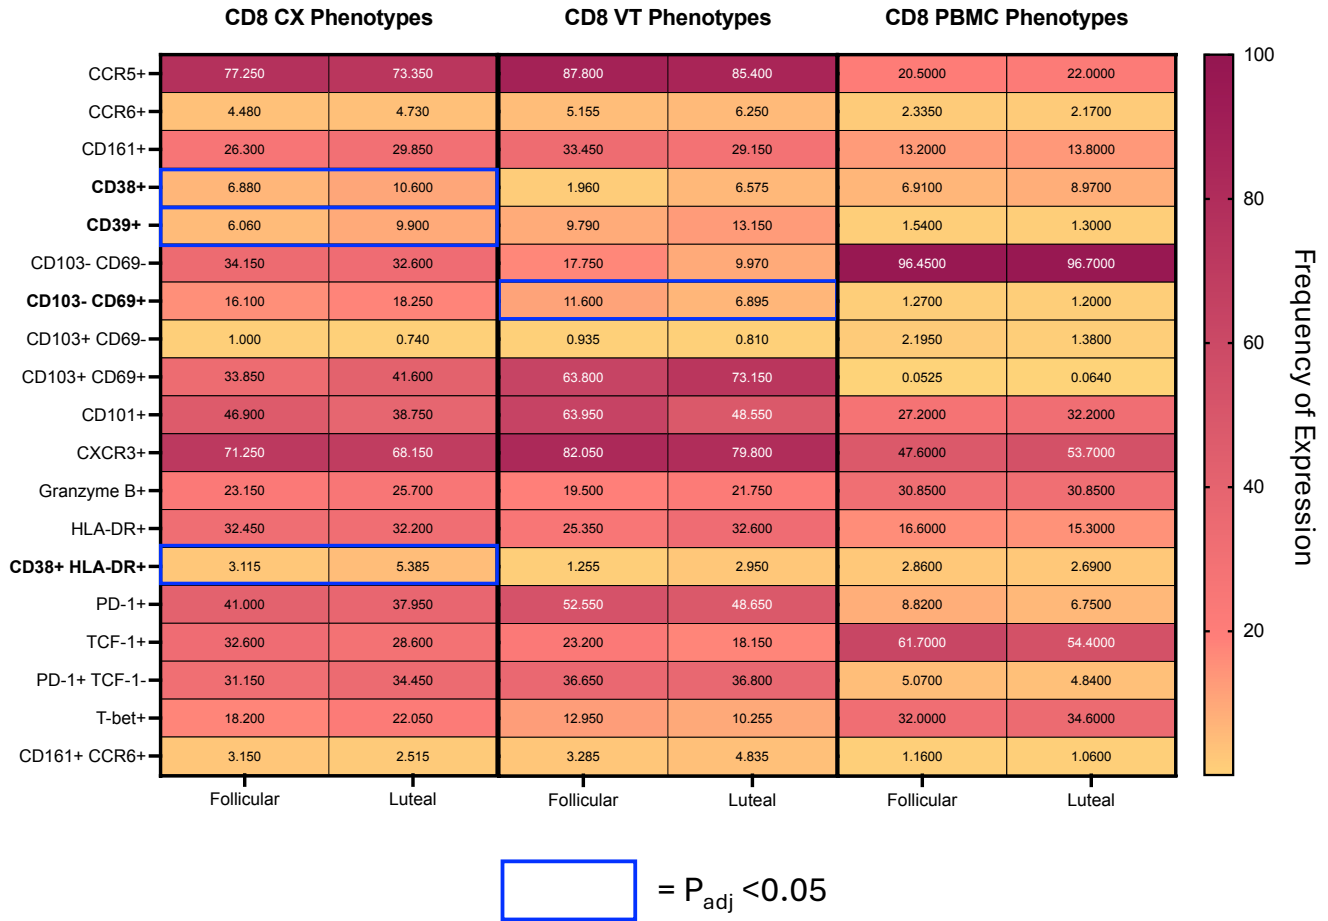 CD8 CX Phenotypes CD8 VT Phenotypes CD8 PBMC Phenotypes
CCR5+ 77.250 73.350 87.800 85.400 20.5000 22.0000
CCR6+ 4.480 4.730 5.155 6.250 2.3350 2.1700
CD161+ 26.300 29.850 33.450 29.150 13.2000 13.8000
CD38+ 6.880 10.600 1.960 6.575 6.9100 8.9700
CD39+ 6.060 9.900 9.790 13.150 1.5400 1.3000
CD103- CD69- 34.150 32.600 17.750 9.970 96.4500 96.7000
CD103- CD69+ 16.100 18.250 11.600 6.895 1.2700 1.2000
CD103+ CD69- 1.000 0.740 0.935 0.810 2.1950 1.3800
CD103+ CD69+ 33.850 41.600 63.800 73.150 0.0525 0.0640
CD101+ 46.900 38.750 63.950 48.550 27.2000 32.2000
CXCR3+ 71.250 68.150 82.050 79.800 47.6000 53.7000
Granzyme B+ 23.150 25.700 19.500 21.750 30.8500 30.8500
HLA-DR+ 32.450 32.200 25.350 32.600 16.6000 15.3000
CD38+ HLA-DR+ 3.115 5.385 1.255 2.950 2.8600 2.6900
PD-1+ 41.000 37.950 52.550 48.650 8.8200 6.7500
TCF-1+ 32.600 28.600 23.200 18.150 61.7000 54.4000
PD-1+ TCF-1- 31.150 34.450 36.650 36.800 5.0700 4.8400
T-bet+ 18.200 22.050 12.950 10.255 32.0000 34.6000
CD161+ CCR6+ 3.150 2.515 3.285 4.835 1.1600 1.0600
Follicular Luteal Follicular Luteal Follicular Luteal
100
80
60
40
20
Frequency of Expression
= Padj <0.05